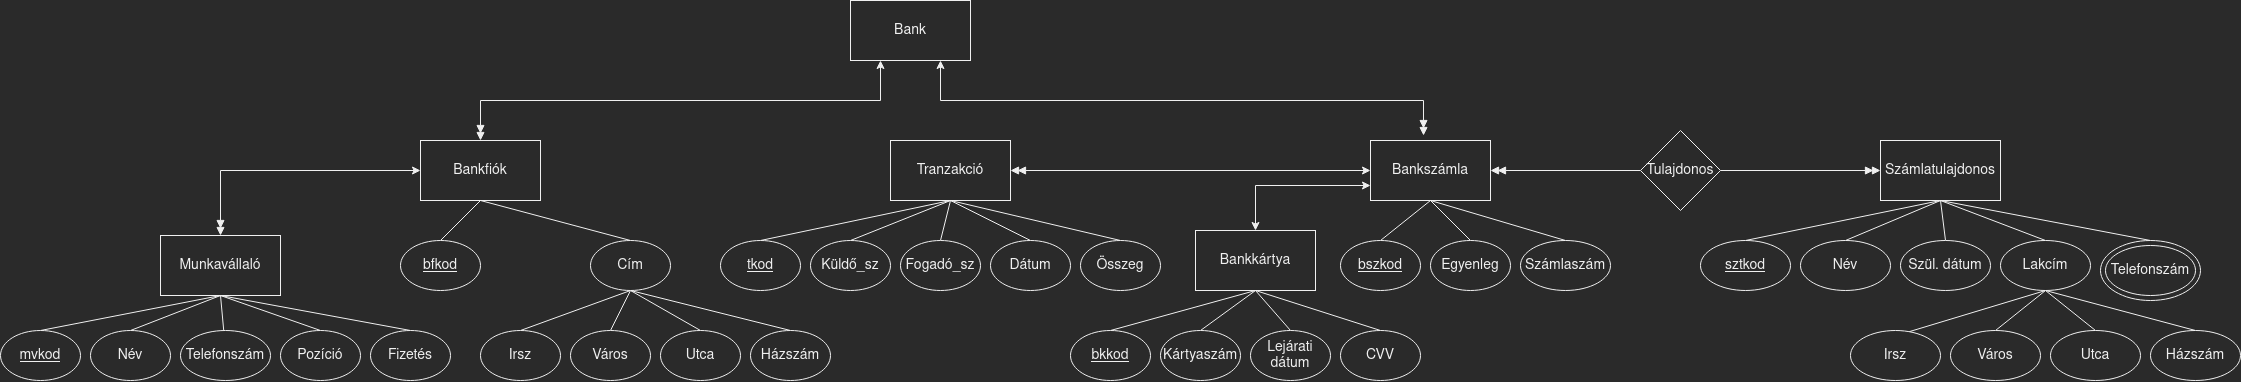 Bank
Bankfiók
Tranzakció
Bankszámla
Tulajdonos
Számlatulajdonos
Munkavállaló
bfkod
Cím
tkod
Küldő_sz
Fogadó_sz
Dátum
Összeg
Bankkártya
bszkod
Egyenleg
Számlaszám
sztkod
Név
Szül. dátum
Lakcím
Telefonszám
mvkod
Név
Telefonszám
Pozíció
Fizetés
Irsz
Város
Utca
Házszám
bkkod
Kártyaszám
Lejárati
dátum
CVV
Irsz
Város
Utca
Házszám